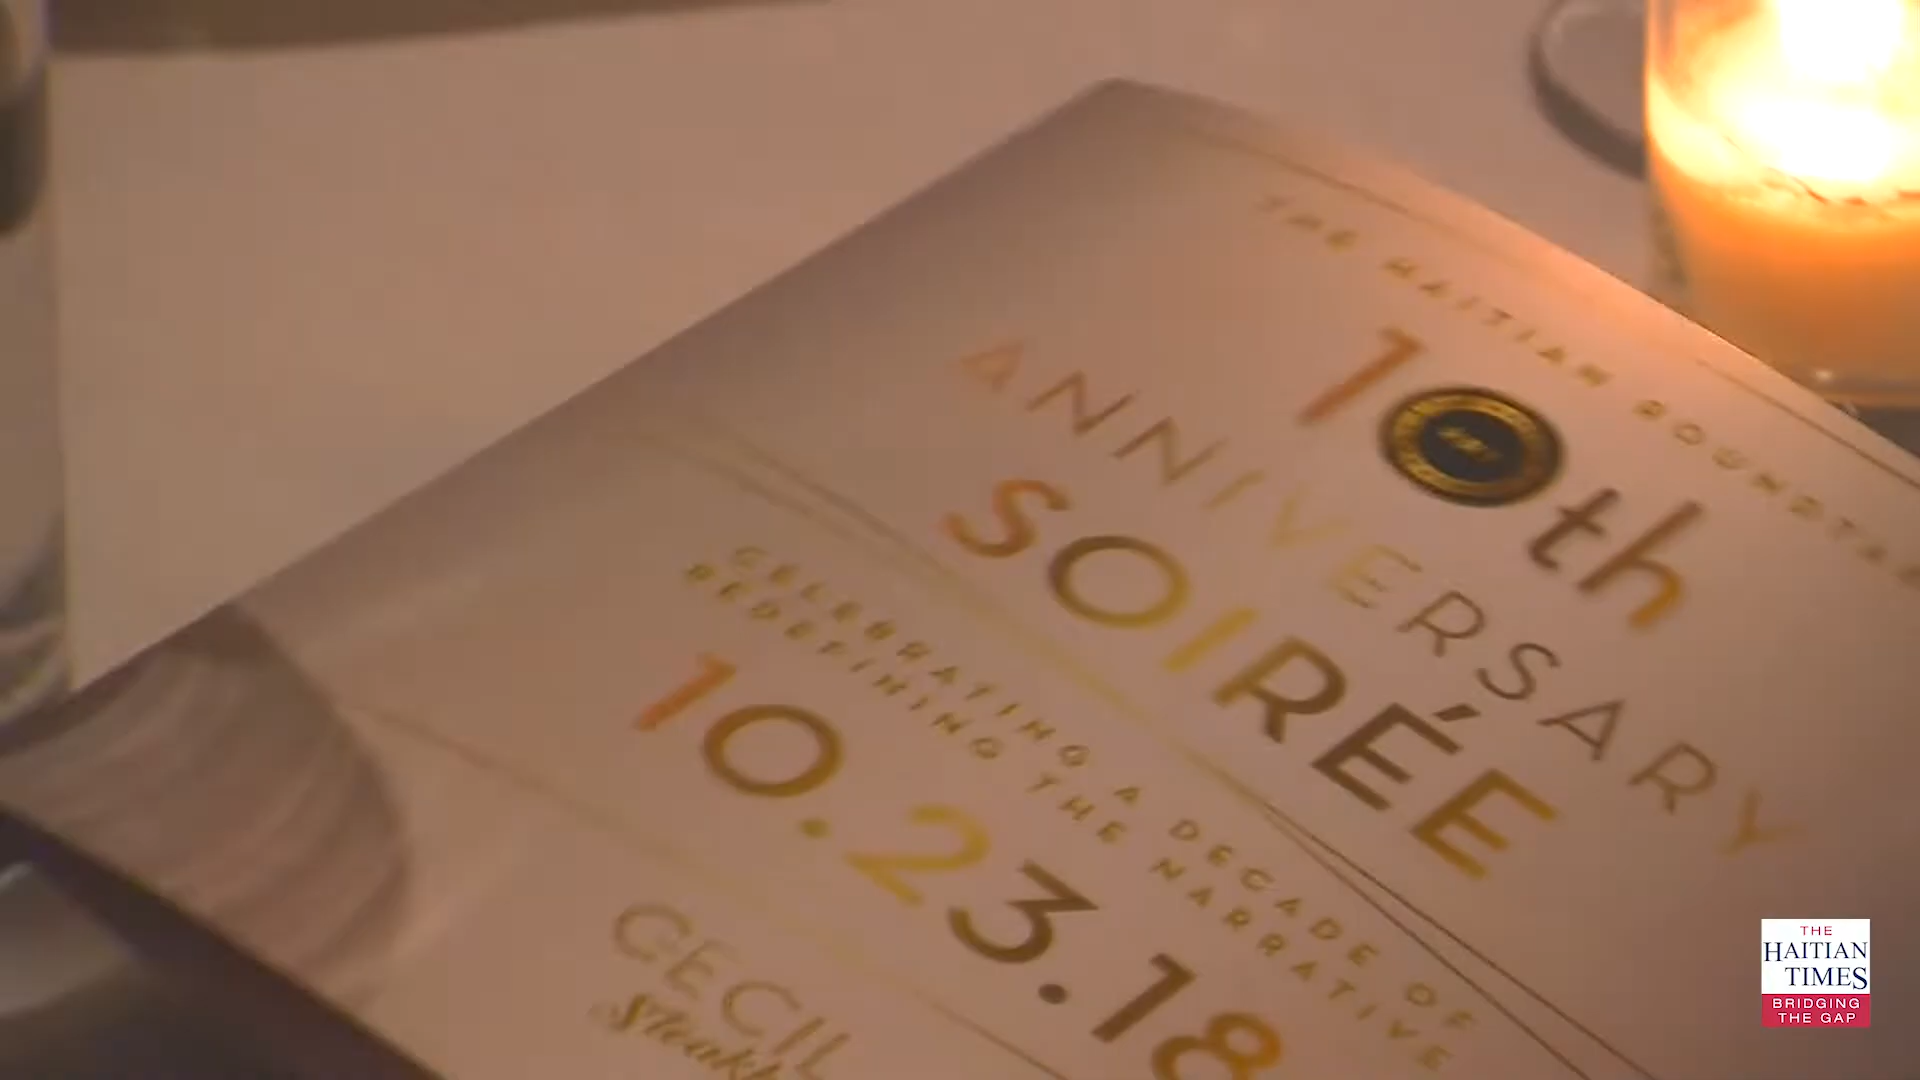 THE HAITIAN
10th
ANNIVERSARY
SOIRÉE
CELEBRATING A DECADE OF
REDEFINING THE NARRATIVE
10.23.18
CECIL
THE
HAITIAN
TIMES
BRIDGING
THE GAP